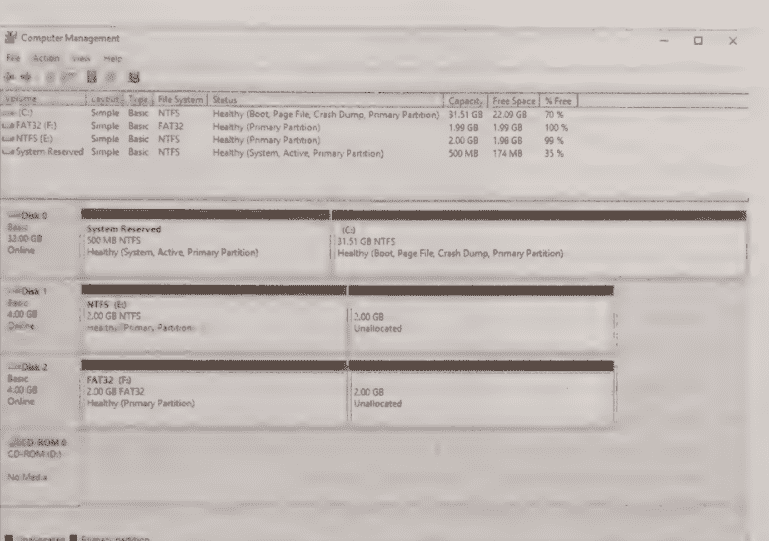 Computer Management
File Action View Help
Volume Layout Type File System Status Capacity Free Space % Free
(C:) Simple Basic NTFS Healthy (Boot, Page File, Crash Dump, Primary Partition) 31.51 GB 22.09 GB 70 %
FAT32 (F:) Simple Basic FAT32 Healthy (Primary Partition) 1.99 GB 1.99 GB 100 %
NTFS (E:) Simple Basic NTFS Healthy (Primary Partition) 2.00 GB 1.98 GB 99 %
System Reserved Simple Basic NTFS Healthy (System, Active, Primary Partition) 500 MB 174 MB 35 %
Disk 0
Basic
32.00 GB
Online
System Reserved
500 MB NTFS
Healthy (System, Active, Primary Partition)
(C:)
31.51 GB NTFS
Healthy (Boot, Page File, Crash Dump, Primary Partition)
Disk 1
Basic
4.00 GB
Online
NTFS (E:)
2.00 GB NTFS
Healthy (Primary Partition)
2.00 GB
Unallocated
Disk 2
Basic
4.00 GB
Online
FAT32 (F:)
2.00 GB FAT32
Healthy (Primary Partition)
2.00 GB
Unallocated
CD-ROM 0
CD-ROM (D:)
No Media
Unallocated Primary partition